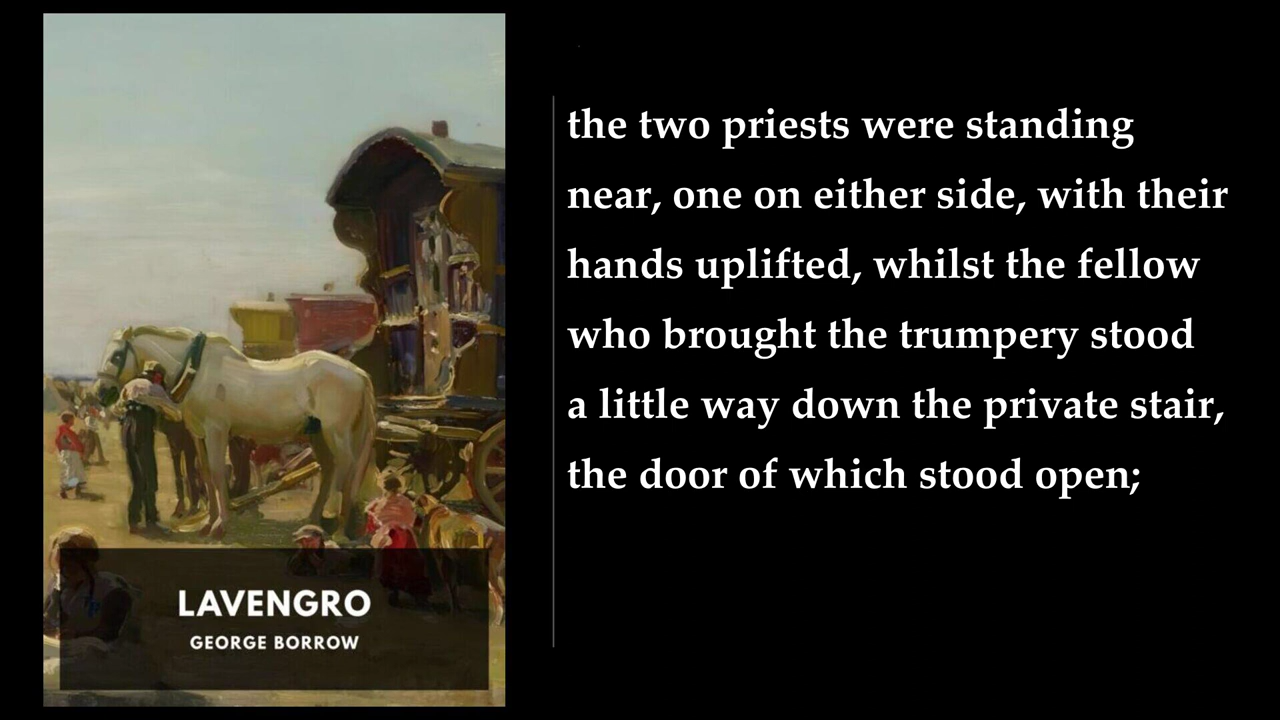 the two priests were standing
near, one on either side, with their
hands uplifted, whilst the fellow
who brought the trumpery stood
a little way down the private stair,
the door of which stood open;
LAVENGRO
GEORGE BORROW